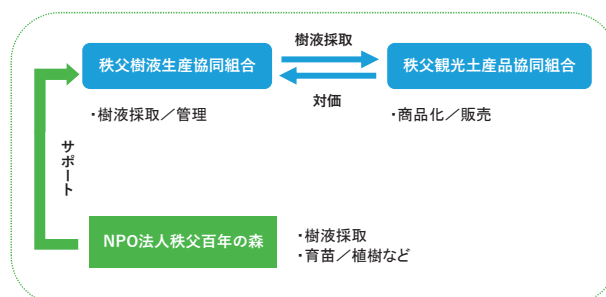 樹液採取
秩父樹液生産協同組合
秩父観光土産品協同組合
対価
・樹液採取／管理
・商品化／販売
サポート
NPO法人秩父百年の森
・樹液採取
・育苗／植樹など